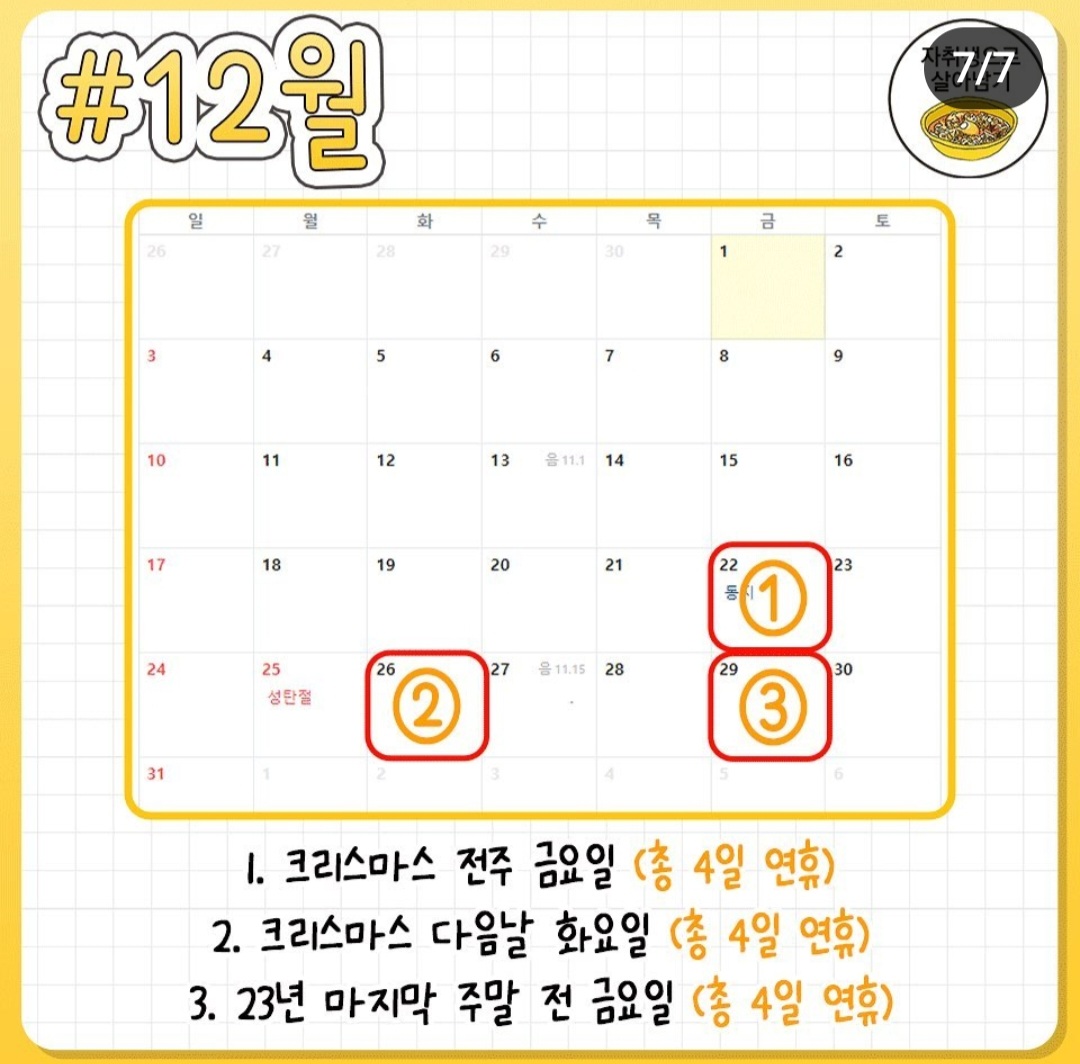 #12월
자취생으로
살아남기
7/7
일 월 화 수 목 금 토
26 27 28 29 30 1 2
3 4 5 6 7 8 9
10 11 12 13 음 11.1 14 15 16
17 18 19 20 21 22 23
동지
①
24 25 26 27 음 11.15 28 29 30
성탄절
② ③
31 1 2 3 4 5 6
1. 크리스마스 전주 금요일 (총 4일 연휴)
2. 크리스마스 다음날 화요일 (총 4일 연휴)
3. 23년 마지막 주말 전 금요일 (총 4일 연휴)